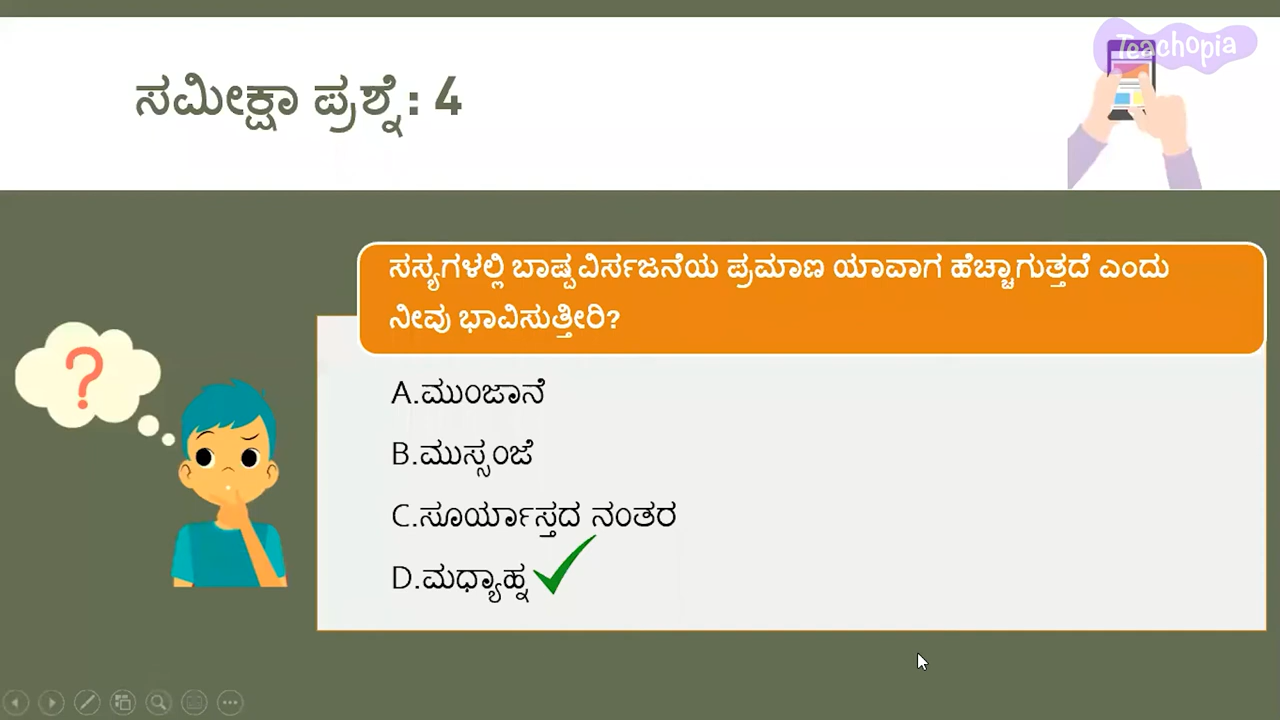 Teachopia
ಸಮೀಕ್ಷಾ ಪ್ರಶ್ನೆ: 4
ಸಸ್ಯಗಳಲ್ಲಿ ಬಾಷ್ಪವಿರ್ಸಜನೆಯ ಪ್ರಮಾಣ ಯಾವಾಗ ಹೆಚ್ಚಾಗುತ್ತದೆ ಎಂದು
ನೀವು ಭಾವಿಸುತ್ತೀರಿ?
?
A.ಮುಂಜಾನೆ
B.ಮುಸ್ಸಂಜೆ
C.ಸೂರ್ಯಾಸ್ತದ ನಂತರ
D.ಮಧ್ಯಾಹ್ನ